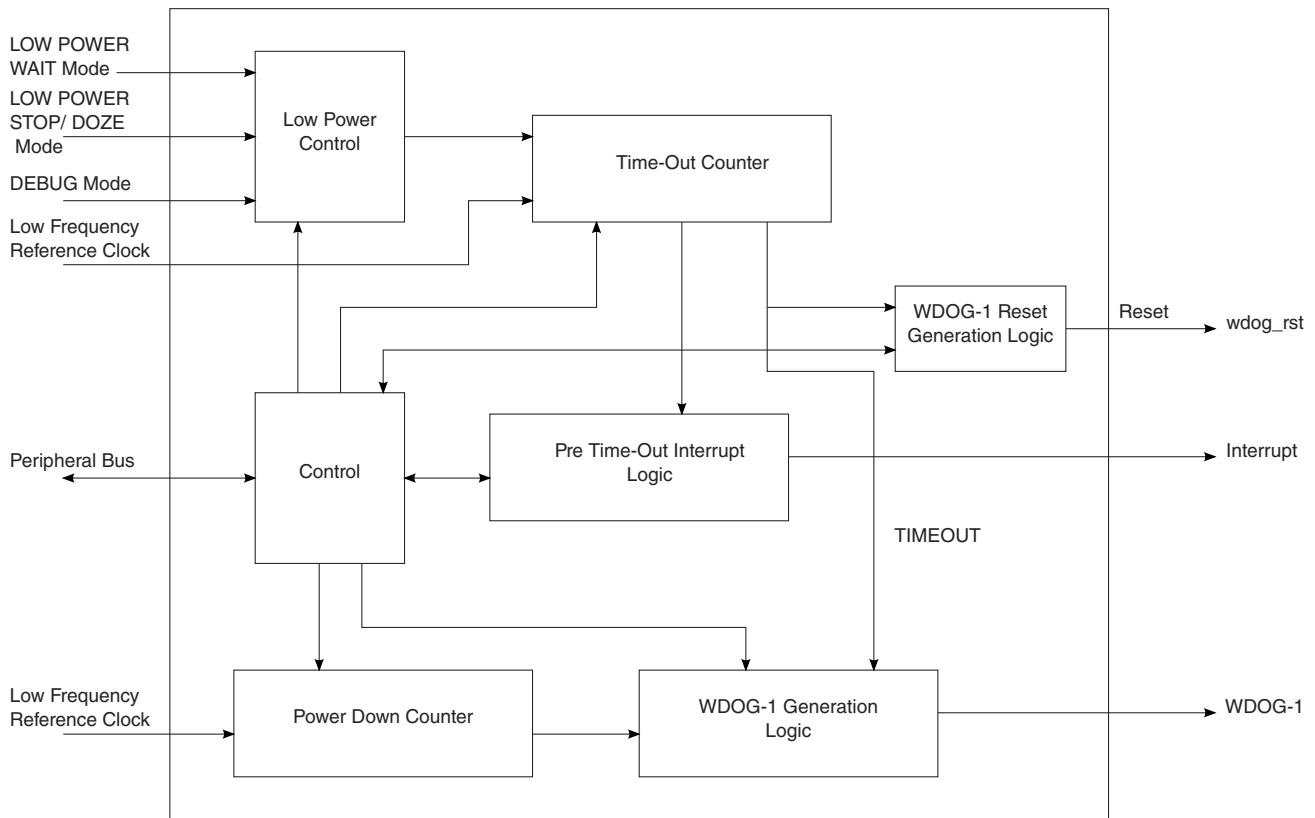 LOW POWER
WAIT Mode
LOW POWER
STOP/ DOZE
Mode
DEBUG Mode
Low Frequency
Reference Clock
Low Power
Control
Time-Out Counter
WDOG-1 Reset
Generation Logic
Reset
wdog_rst
Peripheral Bus
Control
Pre Time-Out Interrupt
Logic
Interrupt
TIMEOUT
Low Frequency
Reference Clock
Power Down Counter
WDOG-1 Generation
Logic
WDOG-1